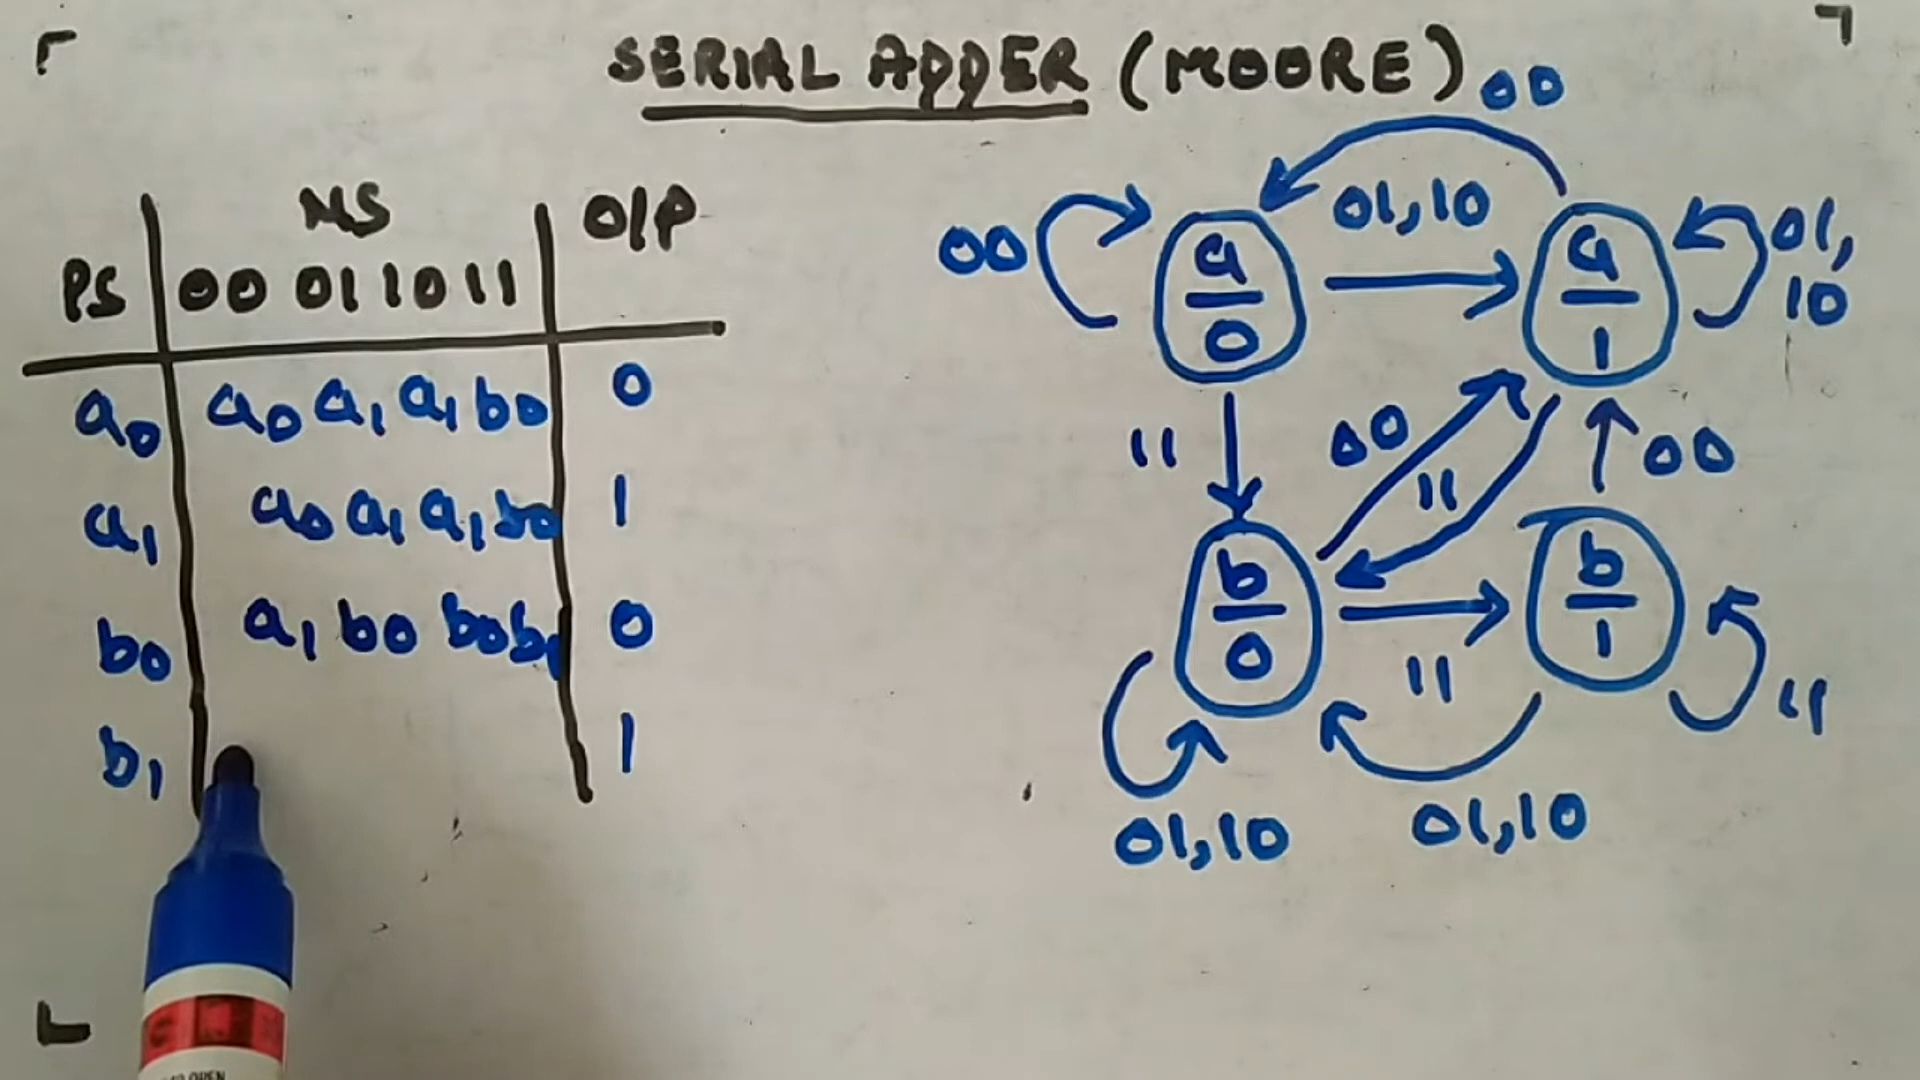 SERIAL ADDER (MOORE)
NS O/P
PS 00 01 10 11
a0 a0 a1 a1 b0 0
a1 a0 a1 a1 b0 1
b0 a1 b0 b0 b1 0
b1 1
00
00
a
0
01,10
a
1
01,
10
11
00
11
00
b
0
11
b
1
11
01,10
01,10